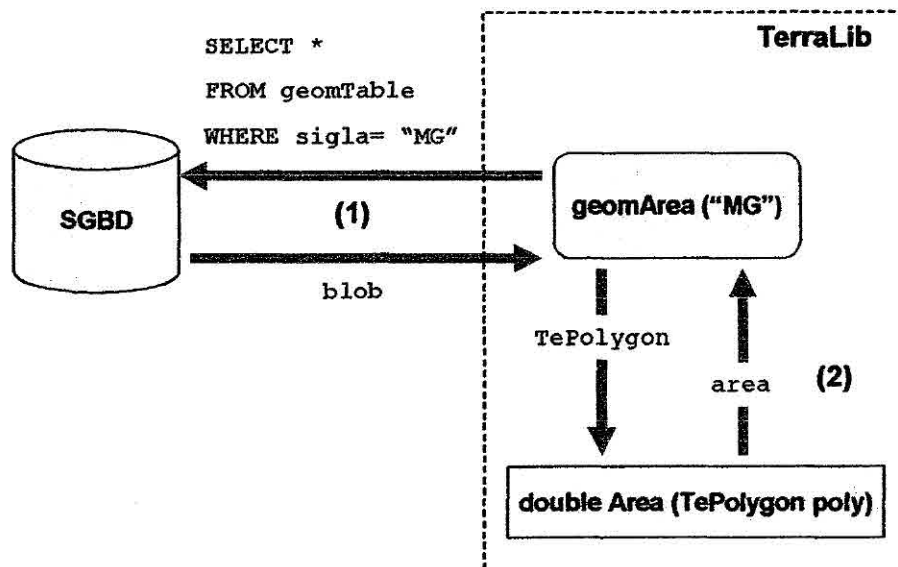 TerraLib
SELECT *
FROM geomTable
WHERE sigla= "MG"
SGBD
(1)
geomArea ("MG")
blob
TePolygon
area
(2)
double Area (TePolygon poly)